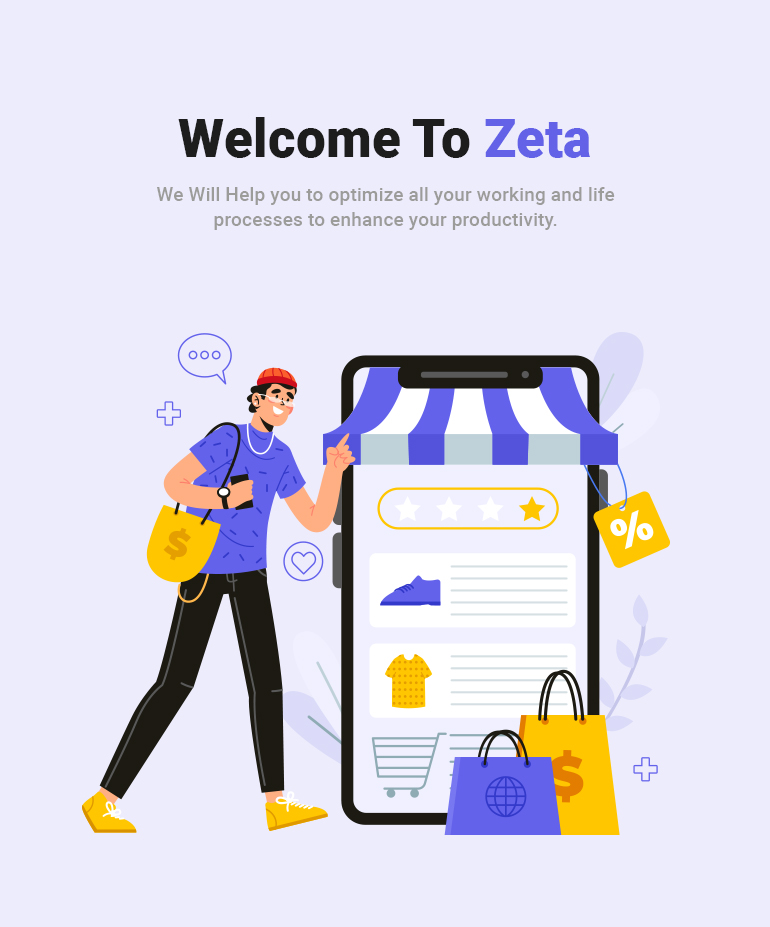 Welcome To Zeta
We Will Help you to optimize all your working and life
processes to enhance your productivity.
$
%
$